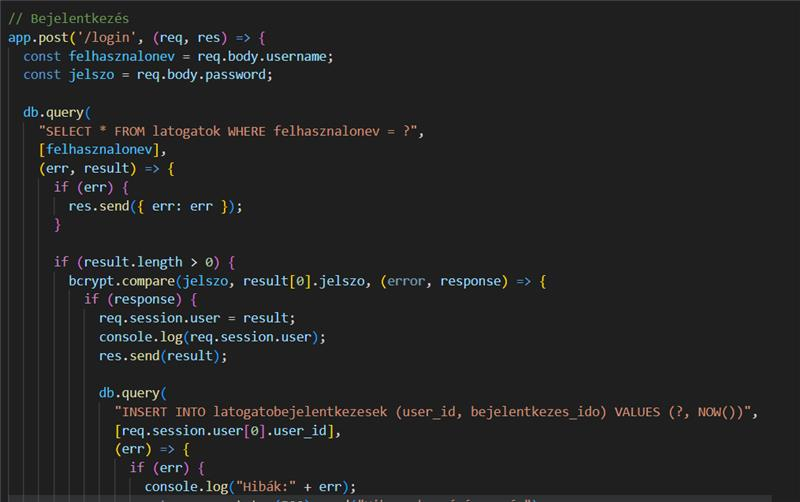 // Bejelentkezés
app.post('/login', (req, res) => {
const felhasznalonev = req.body.username;
const jelszo = req.body.password;
db.query(
"SELECT * FROM latogatok WHERE felhasznalonev = ?",
[felhasznalonev],
(err, result) => {
if (err) {
res.send({ err: err });
}
if (result.length > 0) {
bcrypt.compare(jelszo, result[0].jelszo, (error, response) => {
if (response) {
req.session.user = result;
console.log(req.session.user);
res.send(result);
db.query(
"INSERT INTO latogatobejelentkezesek (user_id, bejelentkezes_ido) VALUES (?, NOW())",
[req.session.user[0].user_id],
(err) => {
if (err) {
console.log("Hibák:" + err);